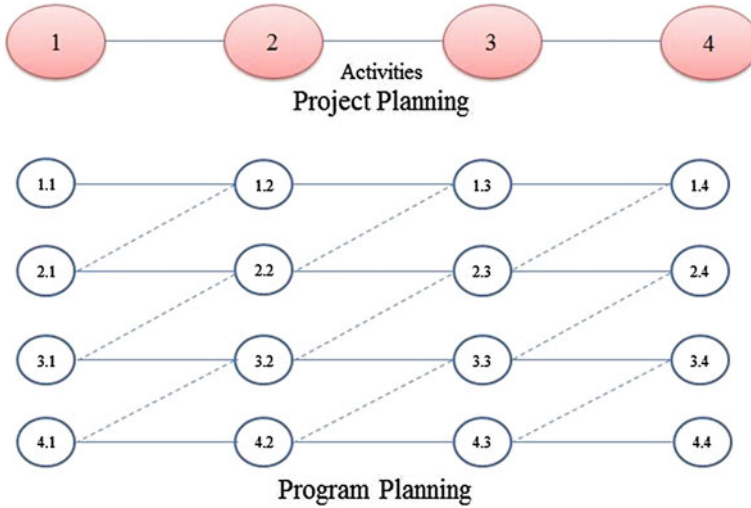 1 2 3 4
Activities
Project Planning
1.1 1.2 1.3 1.4
2.1 2.2 2.3 2.4
3.1 3.2 3.3 3.4
4.1 4.2 4.3 4.4
Program Planning